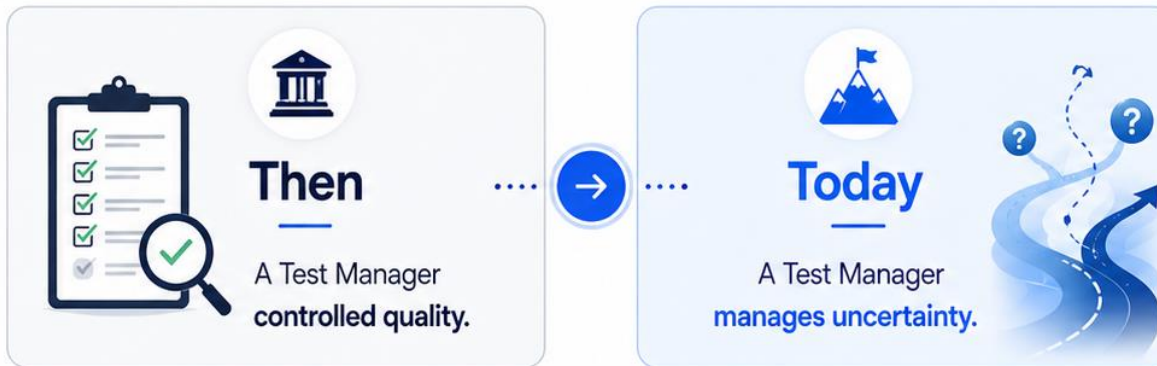 Then
A Test Manager
controlled quality.
Today
A Test Manager
manages uncertainty.
?
?